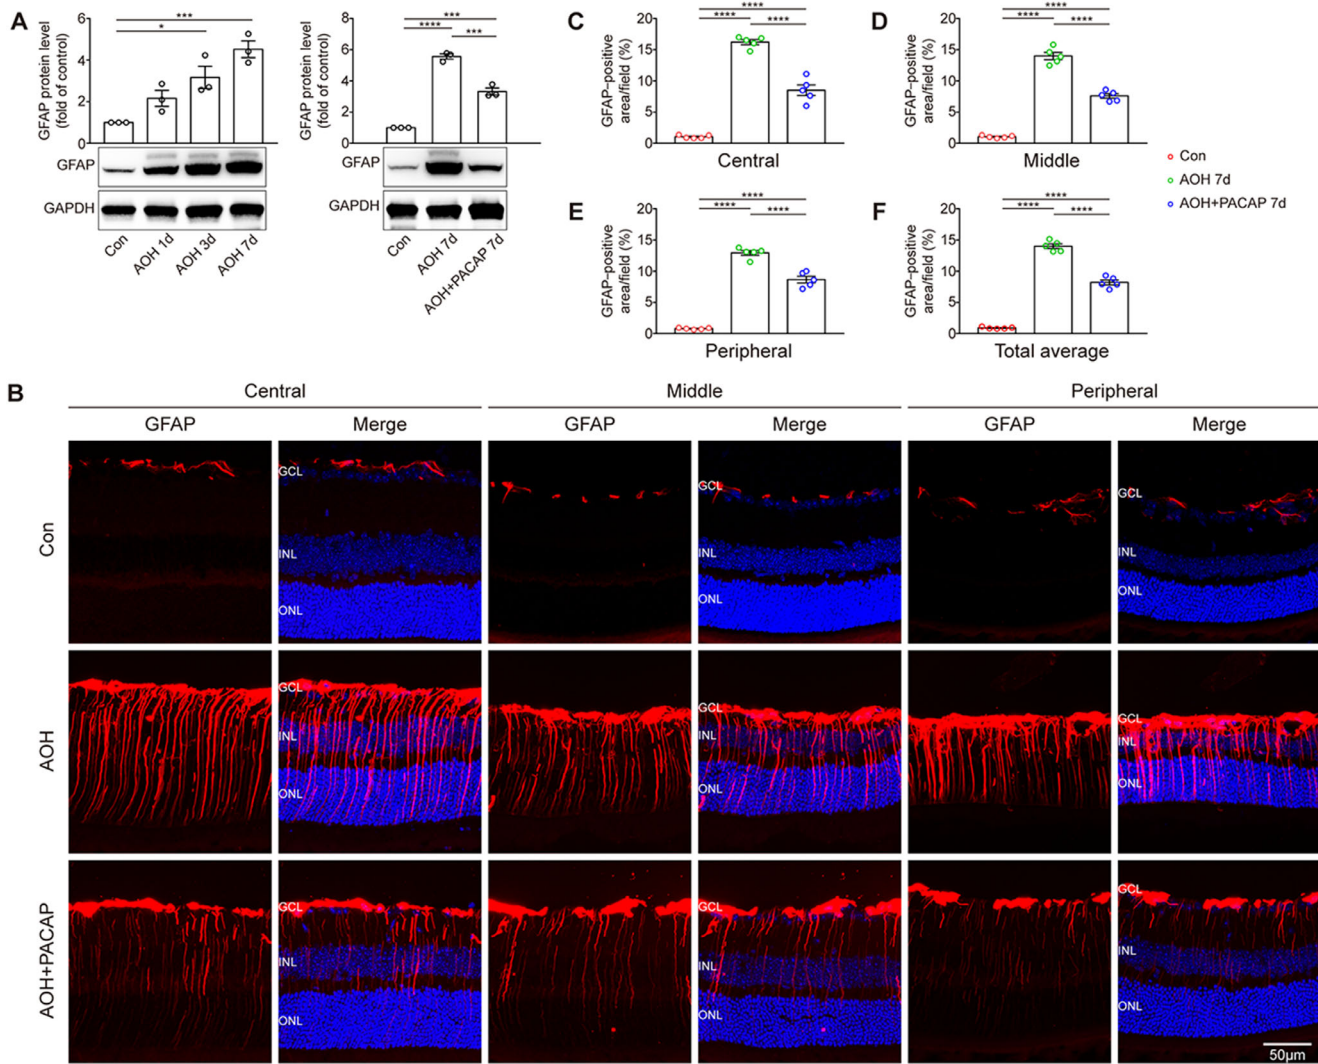 A
GFAP protein level
(fold of control)
6
4
2
0
***
*
GFAP
GAPDH
Con
AOH 1d
AOH 3d
AOH 7d
GFAP protein level
(fold of control)
8
6
4
2
0
***
****
***
GFAP
GAPDH
Con
AOH 7d
AOH+PACAP 7d
C
GFAP–positive
area/field (%)
20
15
10
5
0
****
****
****
Central
D
GFAP–positive
area/field (%)
20
15
10
5
0
****
****
****
Middle
Con
AOH 7d
AOH+PACAP 7d
E
GFAP–positive
area/field (%)
20
15
10
5
0
****
****
****
Peripheral
F
GFAP–positive
area/field (%)
20
15
10
5
0
****
****
****
Total average
B
Central
Middle
Peripheral
GFAP
Merge
GFAP
Merge
GFAP
Merge
Con
GCL
INL
ONL
GCL
INL
ONL
GCL
INL
ONL
AOH
GCL
INL
ONL
GCL
INL
ONL
GCL
INL
ONL
AOH+PACAP
GCL
INL
ONL
GCL
INL
ONL
GCL
INL
ONL
50μm